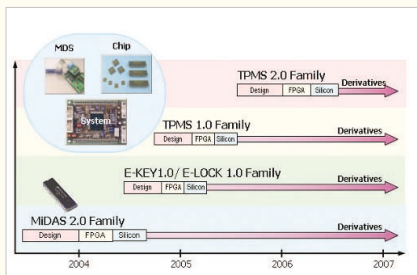 MDS
Chip
System
TPMS 2.0 Family
Derivatives
Design FPGA Silicon
TPMS 1.0 Family
Derivatives
Design FPGA Silicon
E-KEY1.0/ E-LOCK 1.0 Family
Derivatives
Design FPGA Silicon
MiDAS 2.0 Family
Derivatives
Design FPGA Silicon
2004 2005 2006 2007